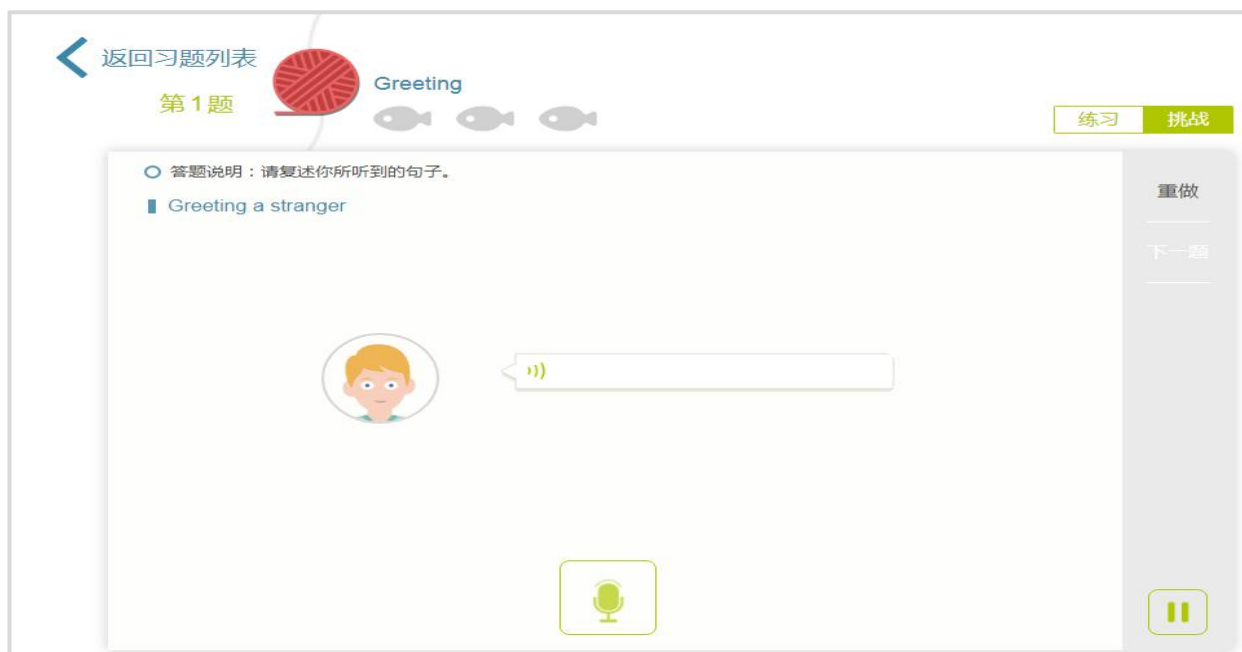 返回习题列表
第1题
Greeting
练习
挑战
答题说明：请复述你所听到的句子。
Greeting a stranger
重做
下一题